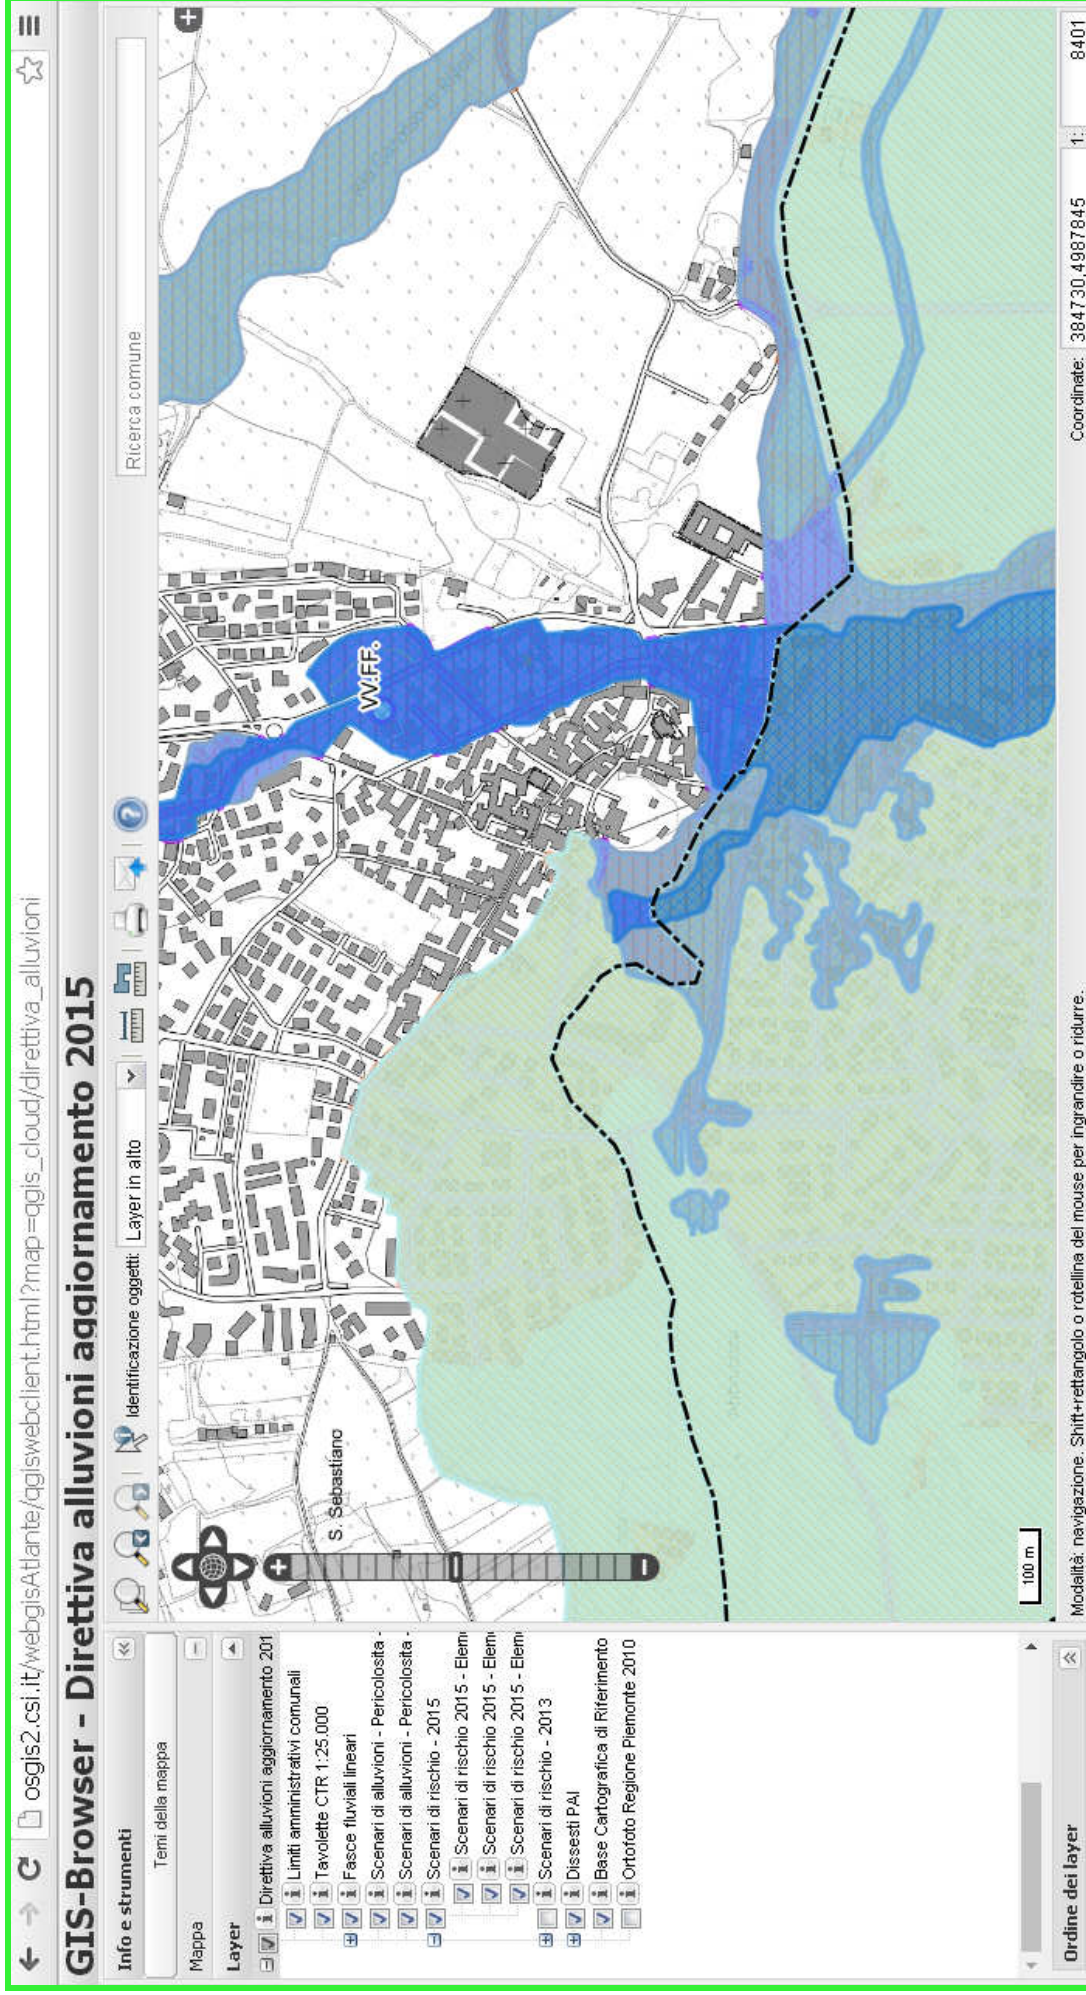 osgis2.csi.it/webgisAtlante/qgiswebclient.html?map=qgis_cloud/direttiva_alluvioni
GIS-Browser - Direttiva alluvioni aggiornamento 2015
Info e strumenti
Temi della mappa
Mappa
Layer
Direttiva alluvioni aggiornamento 201
Limiti amministrativi comunali
Tavolette CTR 1:25.000
Fasce fluviali lineari
Scenari di alluvioni - Pericolosita -
Scenari di alluvioni - Pericolosita -
Scenari di rischio - 2015
Scenari di rischio 2015 - Elem
Scenari di rischio 2015 - Elem
Scenari di rischio 2015 - Elem
Scenari di rischio - 2013
Dissesti PAI
Base Cartografica di Riferimento
Ortofoto Regione Piemonte 2010
Ordine dei layer
Identificazione oggetti: Layer in alto
Ricerca comune
S. Sebastiano
VV.FF.
100 m
Modalità: navigazione. Shift+rettangolo o rotellina del mouse per ingrandire o ridurre.
Coordinate: 384730,4987845
1: 8401